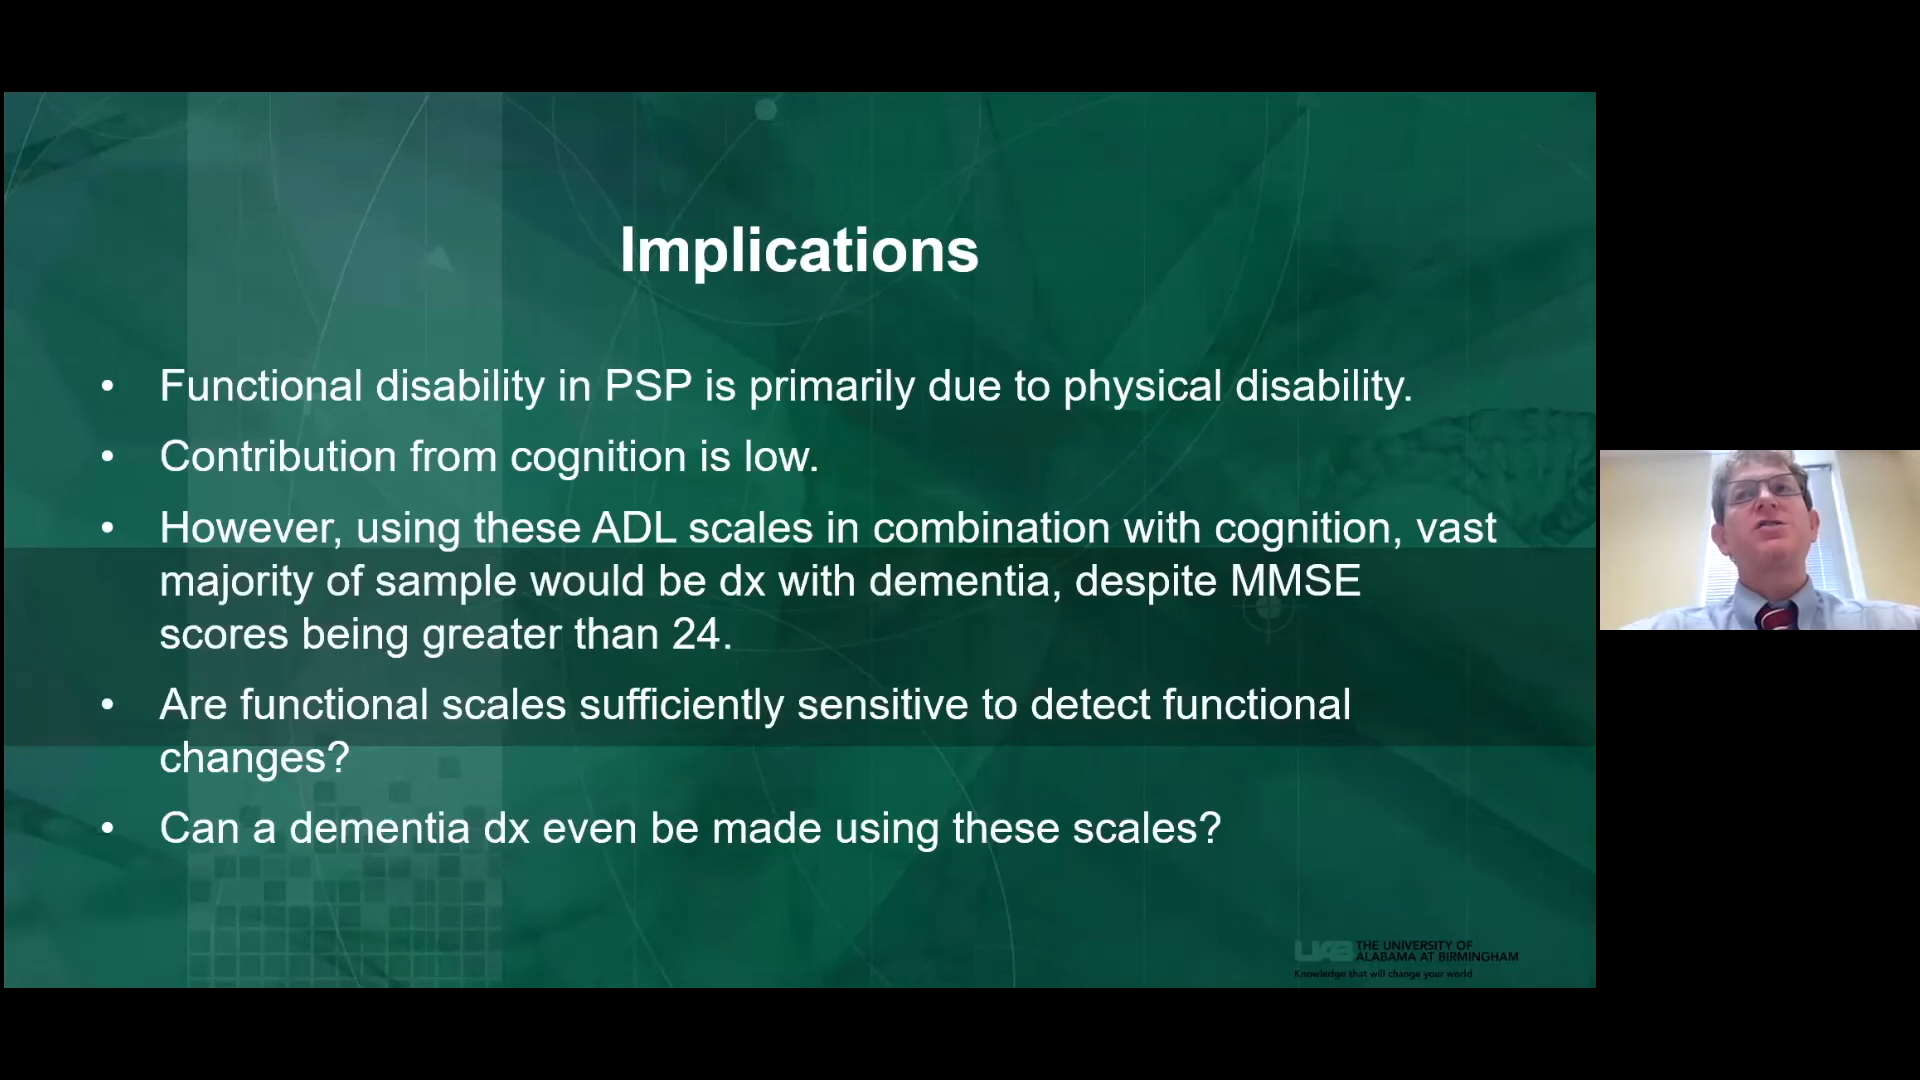 Implications
• Functional disability in PSP is primarily due to physical disability.
• Contribution from cognition is low.
• However, using these ADL scales in combination with cognition, vast
majority of sample would be dx with dementia, despite MMSE
scores being greater than 24.
• Are functional scales sufficiently sensitive to detect functional
changes?
• Can a dementia dx even be made using these scales?
UAB THE UNIVERSITY OF
ALABAMA AT BIRMINGHAM
Knowledge that will change your world